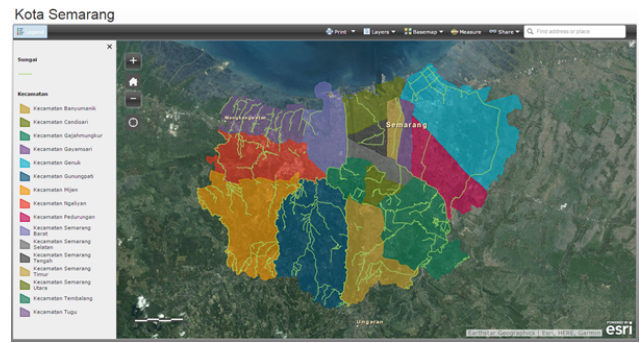 Kota Semarang
Legend
Print
Layers
Basemap
Measure
Share
Find address or place
Sungai
Kecamatan
Kecamatan Banyumanik
Kecamatan Candisari
Kecamatan Gajahmungkur
Kecamatan Gayamsari
Kecamatan Genuk
Kecamatan Gunungpati
Kecamatan Mijen
Kecamatan Ngaliyan
Kecamatan Pedurungan
Kecamatan Semarang
Barat
Kecamatan Semarang
Selatan
Kecamatan Semarang
Tengah
Kecamatan Semarang
Timur
Kecamatan Semarang
Utara
Kecamatan Tembalang
Kecamatan Tugu
Semarang
Ungaran
Earthstar Geographics | Esri, HERE, Garmin
POWERED BY
esri